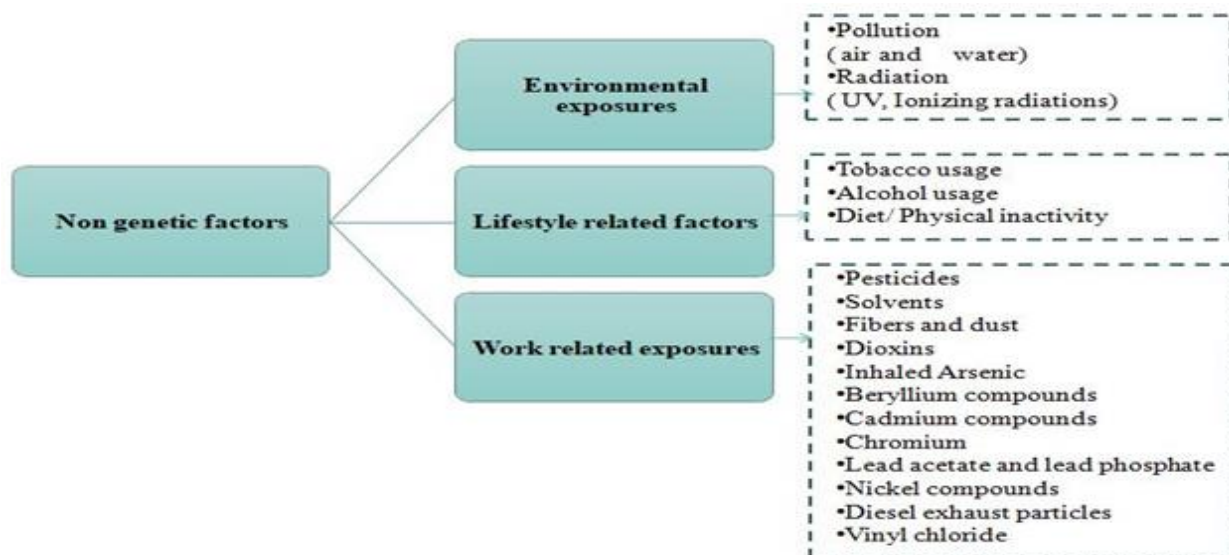 Non genetic factors
Environmental
exposures
•Pollution
( air and water)
•Radiation
( UV, Ionizing radiations)
Lifestyle related factors
•Tobacco usage
•Alcohol usage
•Diet/ Physical inactivity
Work related exposures
•Pesticides
•Solvents
•Fibers and dust
•Dioxins
•Inhaled Arsenic
•Beryllium compounds
•Cadmium compounds
•Chromium
•Lead acetate and lead phosphate
•Nickel compounds
•Diesel exhaust particles
•Vinyl chloride